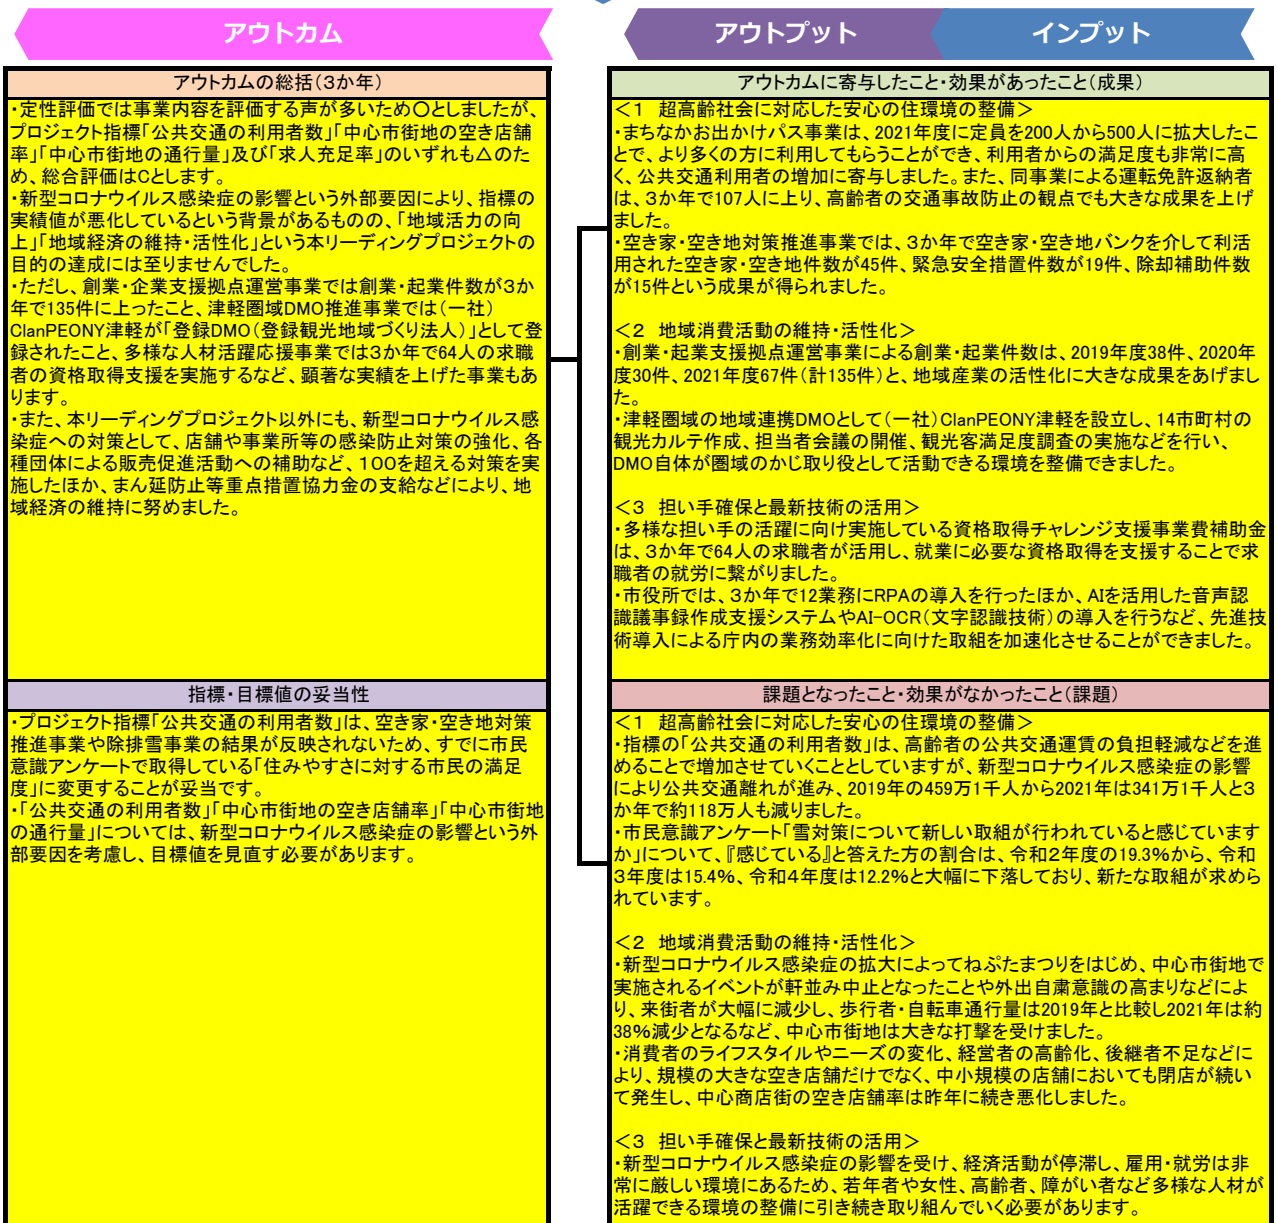 アウトカム
アウトカムの総括(3か年)
・定性評価では事業内容を評価する声が多いため〇としましたが、
プロジェクト指標「公共交通の利用者数」「中心市街地の空き店舗
率」「中心市街地の通行量」及び「求人充足率」のいずれも△のた
め、総合評価はCとします。
・新型コロナウイルス感染症の影響という外部要因により、指標の
実績値が悪化しているという背景があるものの、「地域活力の向
上」「地域経済の維持・活性化」という本リーディングプロジェクトの
目的の達成には至りませんでした。
・ただし、創業・企業支援拠点運営事業では創業・起業件数が3か
年で135件に上ったこと、津軽圏域DMO推進事業では(一社)
ClanPEONY津軽が「登録DMO(登録観光地域づくり法人)」として登
録されたこと、多様な人材活躍応援事業では3か年で64人の求職
者の資格取得支援を実施するなど、顕著な実績を上げた事業もあ
ります。
・また、本リーディングプロジェクト以外にも、新型コロナウイルス感
染症への対策として、店舗や事業所等の感染防止対策の強化、各
種団体による販売促進活動への補助など、100を超える対策を実
施したほか、まん延防止等重点措置協力金の支給などにより、地
域経済の維持に努めました。
指標・目標値の妥当性
・プロジェクト指標「公共交通の利用者数」は、空き家・空き地対策
推進事業や除排雪事業の結果が反映されないため、すでに市民
意識アンケートで取得している「住みやすさに対する市民の満足
度」に変更することが妥当です。
・「公共交通の利用者数」「中心市街地の空き店舗率」「中心市街地
の通行量」については、新型コロナウイルス感染症の影響という外
部要因を考慮し、目標値を見直す必要があります。
アウトプット
インプット
アウトカムに寄与したこと・効果があったこと(成果)
<1 超高齢社会に対応した安心の住環境の整備>
・まちなかお出かけパス事業は、2021年度に定員を200人から500人に拡大したこ
とで、より多くの方に利用してもらうことができ、利用者からの満足度も非常に高
く、公共交通利用者の増加に寄与しました。また、同事業による運転免許返納者
は、3か年で107人に上り、高齢者の交通事故防止の観点でも大きな成果を上げ
ました。
・空き家・空き地対策推進事業では、3か年で空き家・空き地バンクを介して利活
用された空き家・空き地件数が45件、緊急安全措置件数が19件、除却補助件数
が15件という成果が得られました。
<2 地域消費活動の維持・活性化>
・創業・起業支援拠点運営事業による創業・起業件数は、2019年度38件、2020年
度30件、2021年度67件(計135件)と、地域産業の活性化に大きな成果をあげまし
た。
・津軽圏域の地域連携DMOとして(一社)ClanPEONY津軽を設立し、14市町村の
観光カルテ作成、担当者会議の開催、観光客満足度調査の実施などを行い、
DMO自体が圏域のかじ取り役として活動できる環境を整備できました。
<3 担い手確保と最新技術の活用>
・多様な担い手の活躍に向け実施している資格取得チャレンジ支援事業費補助金
は、3か年で64人の求職者が活用し、就業に必要な資格取得を支援することで求
職者の就労に繋がりました。
・市役所では、3か年で12業務にRPAの導入を行ったほか、AIを活用した音声認
識議事録作成支援システムやAI-OCR(文字認識技術)の導入を行うなど、先進技
術導入による庁内の業務効率化に向けた取組を加速化させることができました。
課題となったこと・効果がなかったこと(課題)
<1 超高齢社会に対応した安心の住環境の整備>
・指標の「公共交通の利用者数」は、高齢者の公共交通運賃の負担軽減などを進
めることで増加させていくこととしていますが、新型コロナウイルス感染症の影響
により公共交通離れが進み、2019年の459万1千人から2021年は341万1千人と3
か年で約118万人も減りました。
・市民意識アンケート「雪対策について新しい取組が行われていると感じています
か」について、『感じている』と答えた方の割合は、令和2年度の19.3%から、令和
3年度は15.4%、令和4年度は12.2%と大幅に下落しており、新たな取組が求めら
れています。
<2 地域消費活動の維持・活性化>
・新型コロナウイルス感染症の拡大によってねぷたまつりをはじめ、中心市街地で
実施されるイベントが軒並み中止となったことや外出自粛意識の高まりなどによ
り、来街者が大幅に減少し、歩行者・自転車通行量は2019年と比較し2021年は約
38%減少となるなど、中心市街地は大きな打撃を受けました。
・消費者のライフスタイルやニーズの変化、経営者の高齢化、後継者不足などに
より、規模の大きな空き店舗だけでなく、中小規模の店舗においても閉店が続い
て発生し、中心商店街の空き店舗率は昨年に続き悪化しました。
<3 担い手確保と最新技術の活用>
・新型コロナウイルス感染症の影響を受け、経済活動が停滞し、雇用・就労は非
常に厳しい環境にあるため、若年者や女性、高齢者、障がい者など多様な人材が
活躍できる環境の整備に引き続き取り組んでいく必要があります。